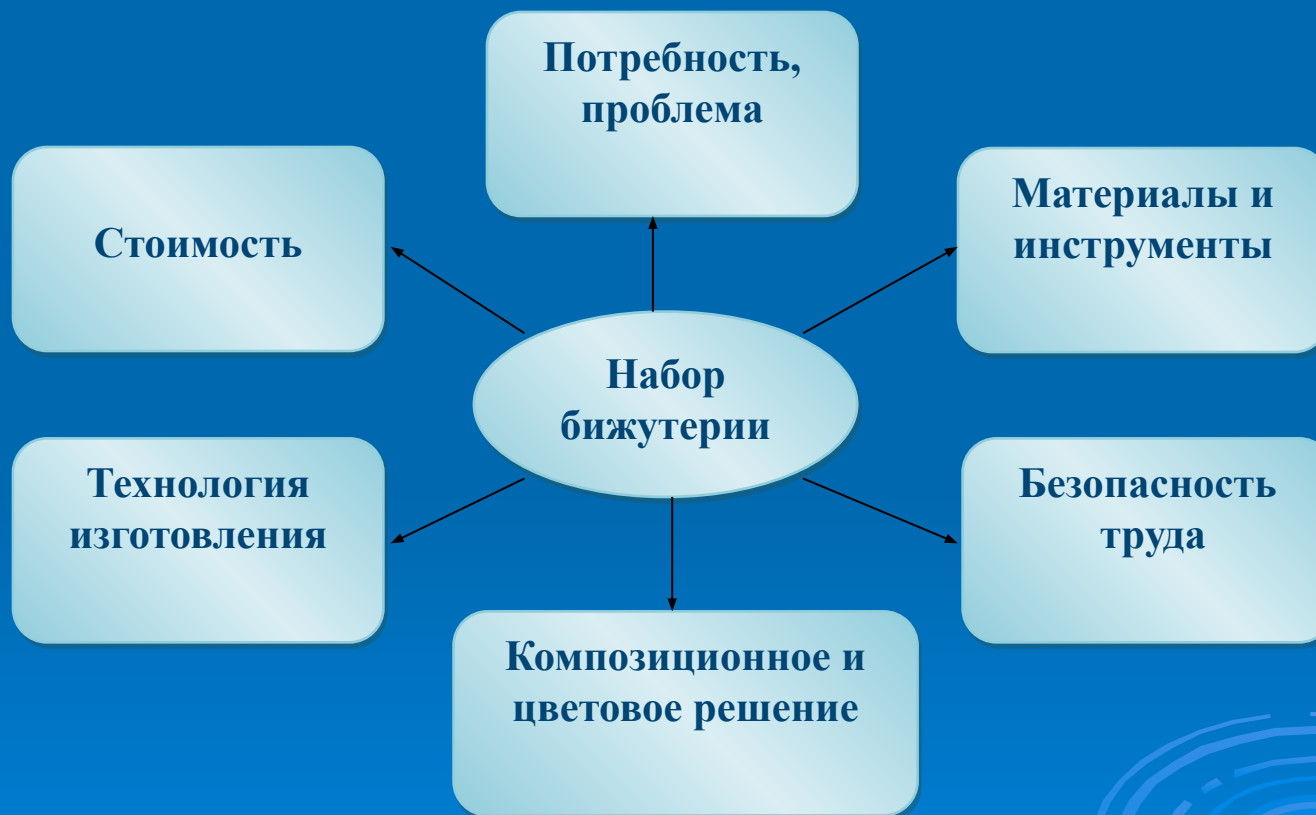 Потребность,
проблема
Стоимость
Материалы и
инструменты
Набор
бижутерии
Технология
изготовления
Безопасность
труда
Композиционное и
цветовое решение